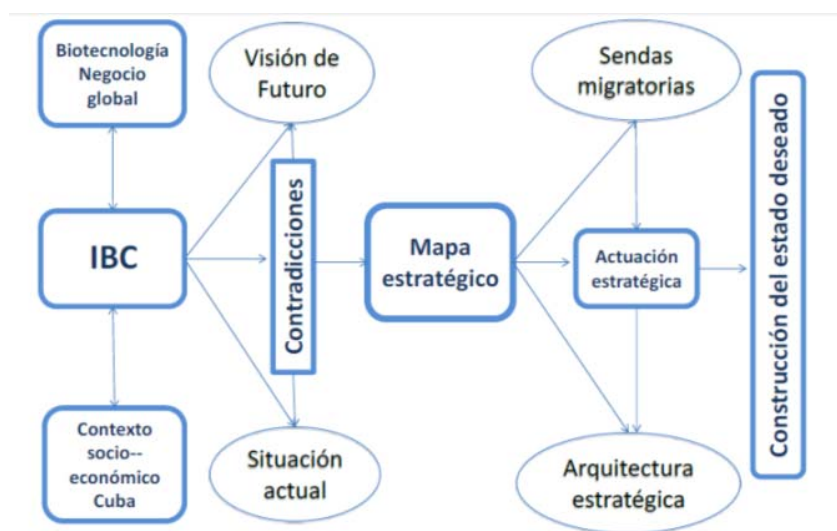 Biotecnología
Negocio
global
IBC
Contexto
socio--
económico
Cuba
Visión de
Futuro
Contradicciones
Situación
actual
Mapa
estratégico
Sendas
migratorias
Actuación
estratégica
Arquitectura
estratégica
Construcción del estado deseado